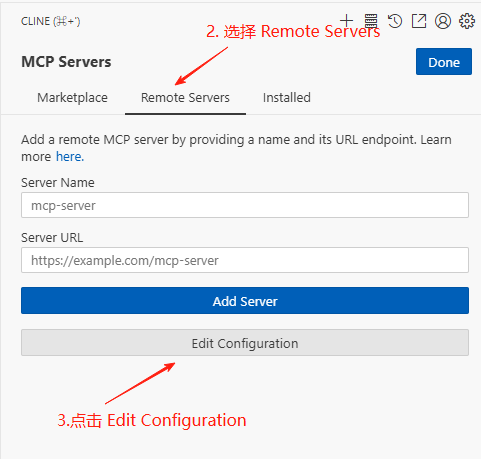 CLINE (⌘+')
2. 选择 Remote Servers
MCP Servers
Done
Marketplace
Remote Servers
Installed
Add a remote MCP server by providing a name and its URL endpoint. Learn
more here.
Server Name
mcp-server
Server URL
https://example.com/mcp-server
Add Server
Edit Configuration
3.点击 Edit Configuration